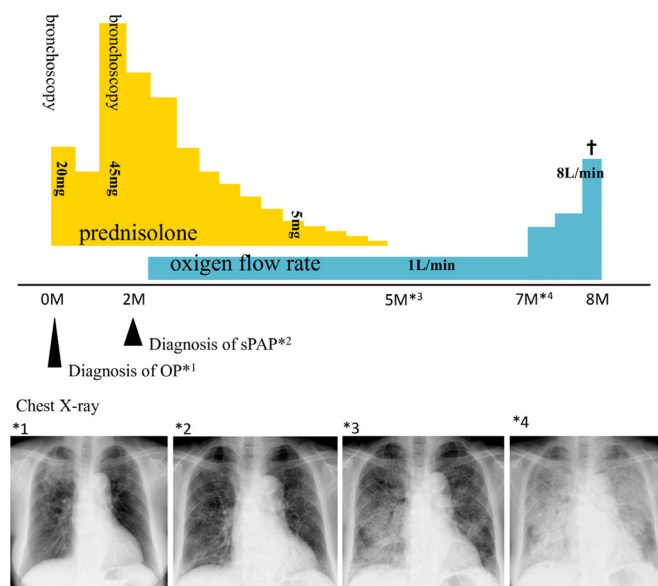 bronchoscopy
bronchoscopy
20mg
45mg
5mg
prednisolone
†
8L/min
oxigen flow rate
1L/min
0M
2M
5M*3
7M*4
8M
Diagnosis of sPAP*2
Diagnosis of OP*1
Chest X-ray
*1
*2
*3
*4